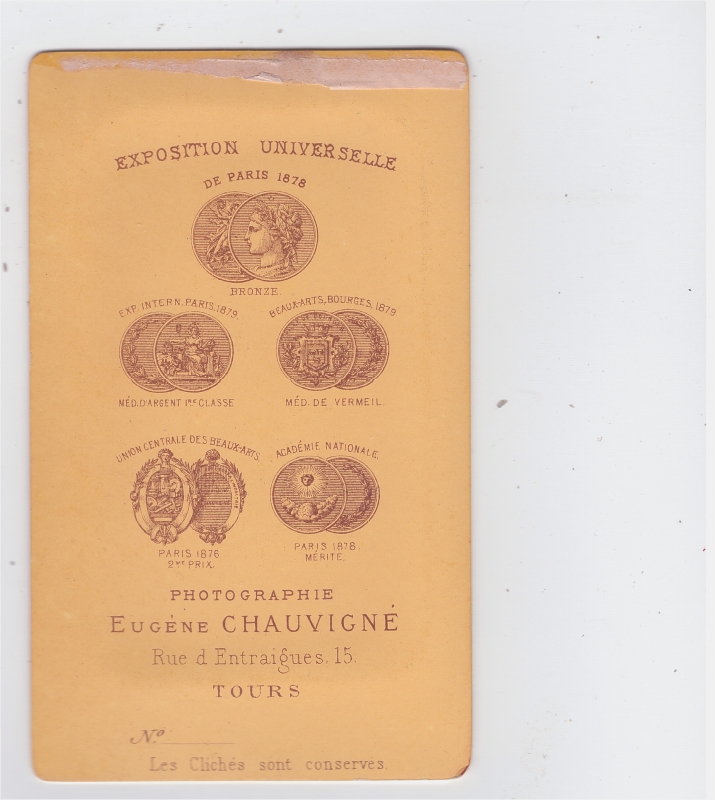 EXPOSITION UNIVERSELLE
DE PARIS 1878
BRONZE.
EXP. INTERN. PARIS. 1879.
MÉD. D'ARGENT 1RE CLASSE
BEAUX-ARTS, BOURGES, 1879
MÉD. DE VERMEIL.
UNION CENTRALE DES BEAUX-ARTS.
PARIS 1876
2ME PRIX.
ACADÉMIE NATIONALE.
PARIS 1878.
MÉRITE.
PHOTOGRAPHIE
EUGÈNE CHAUVIGNÉ
Rue d Entraigues. 15.
TOURS
No
Les Clichés sont conservés.